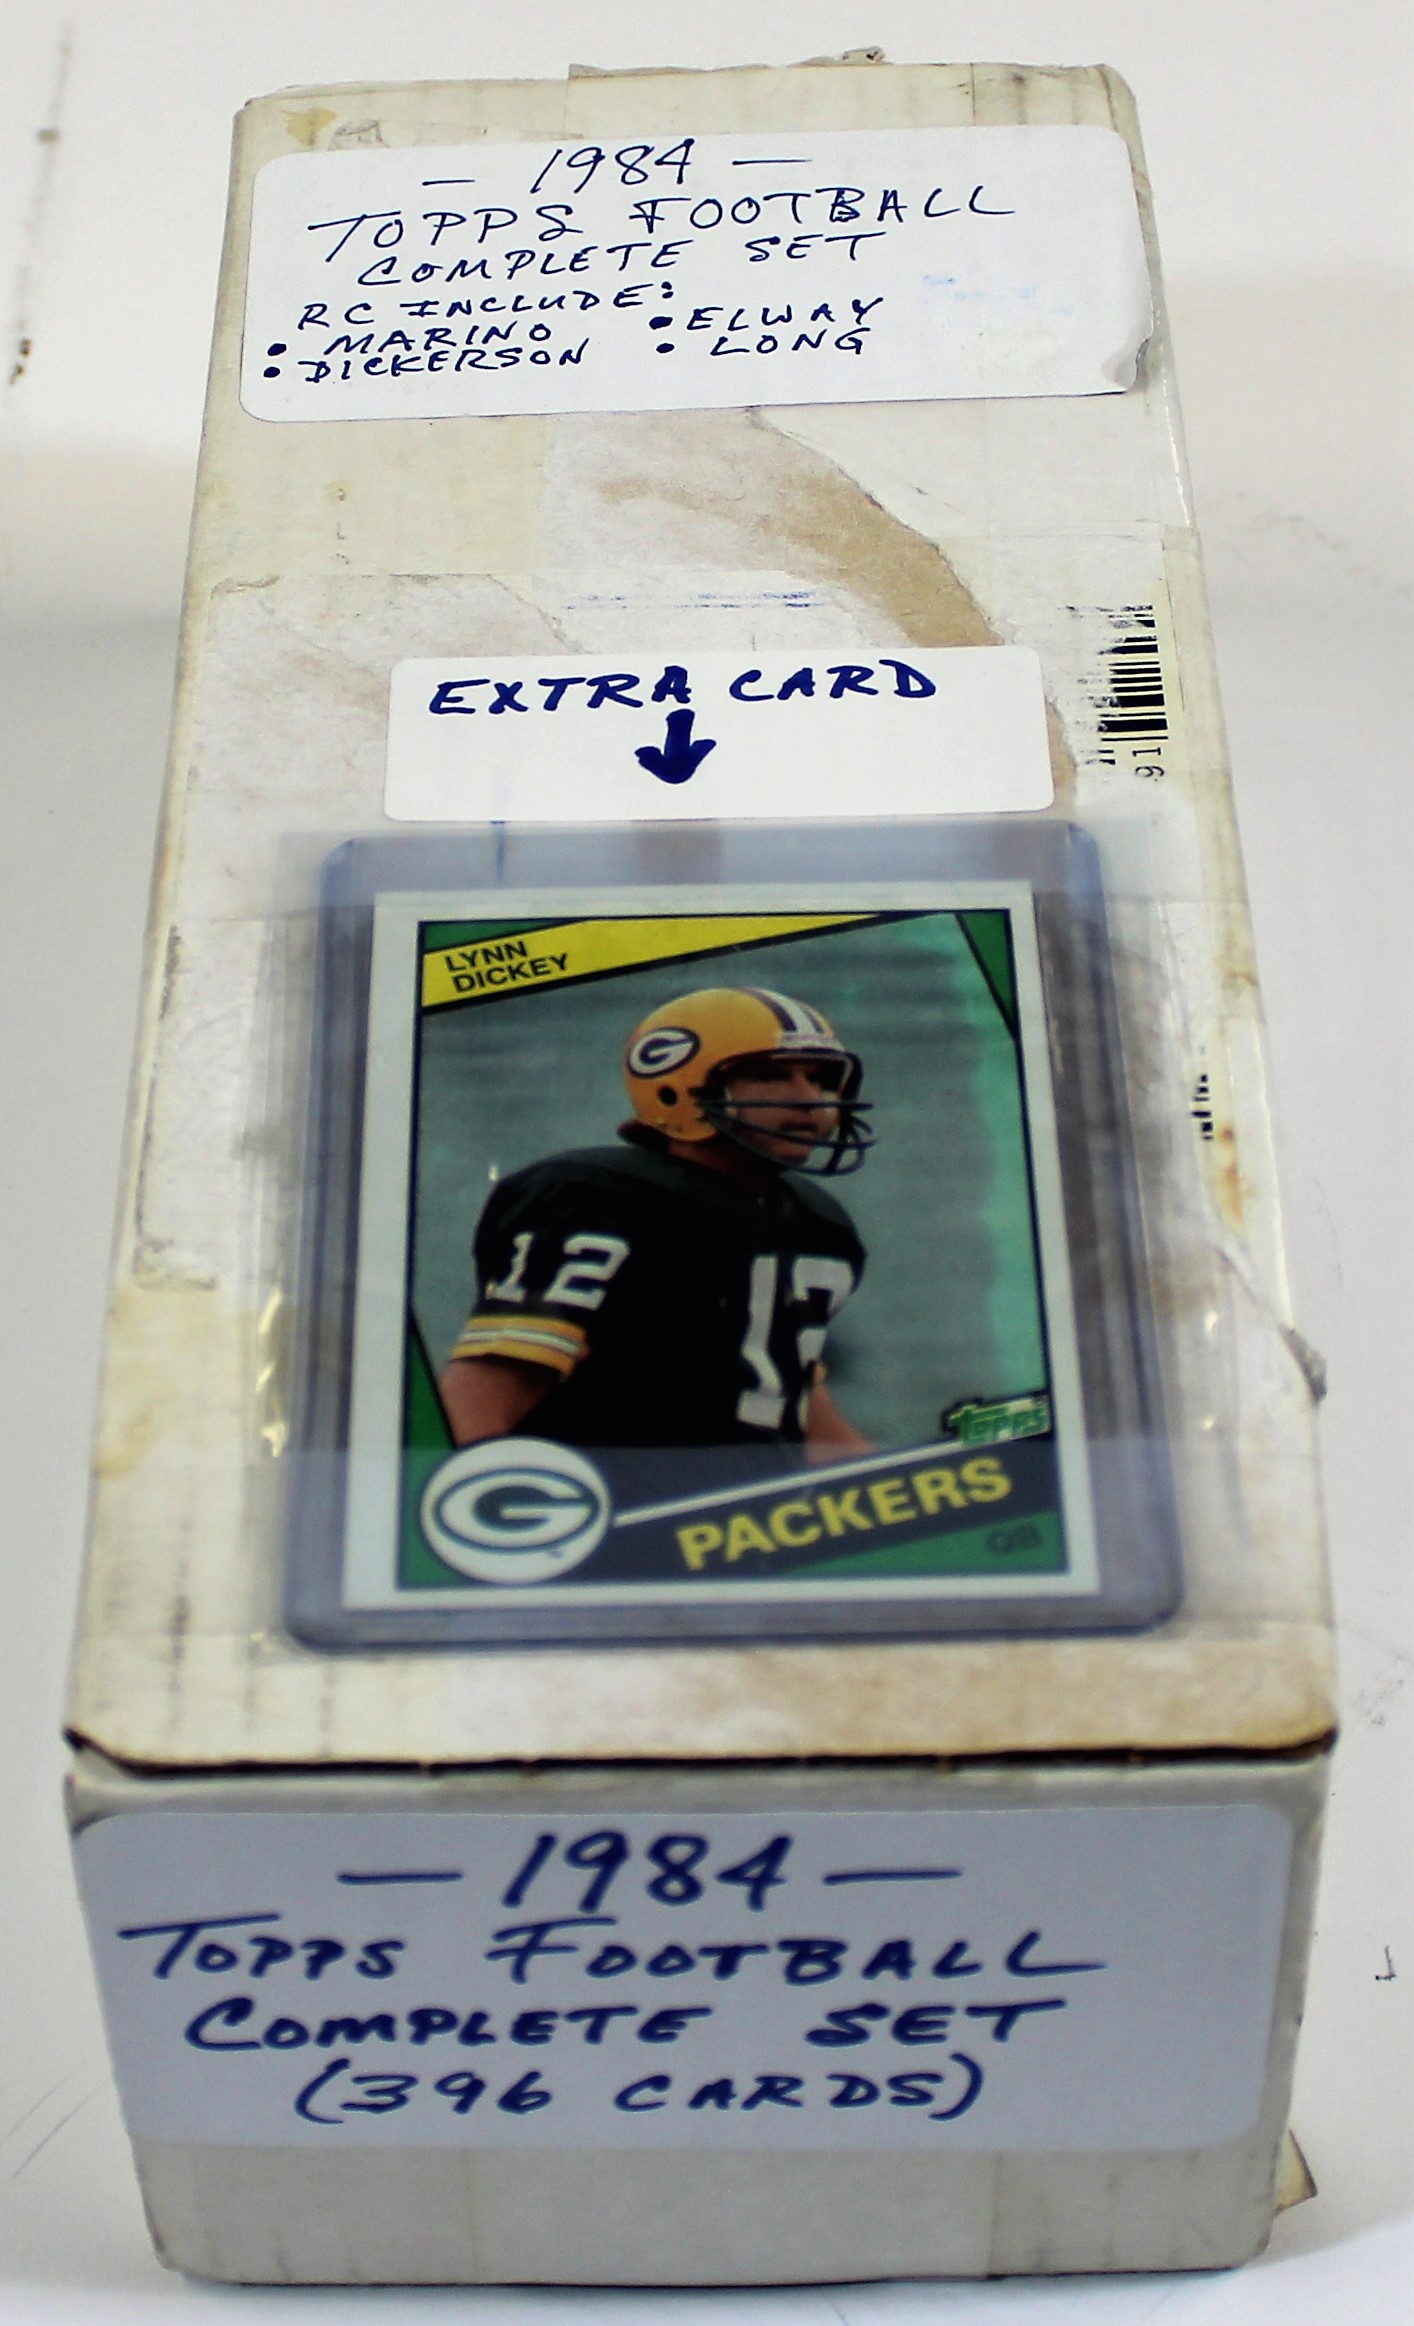 — 1984 —
TOPPS FOOTBALL
COMPLETE SET
RC INCLUDE:
• MARINO • ELWAY
• DICKERSON • LONG
EXTRA CARD
91
LYNN
DICKEY
G
12
12
TOPPS
PACKERS
QB
G
— 1984 —
TOPPS FOOTBALL
COMPLETE SET
(396 CARDS)